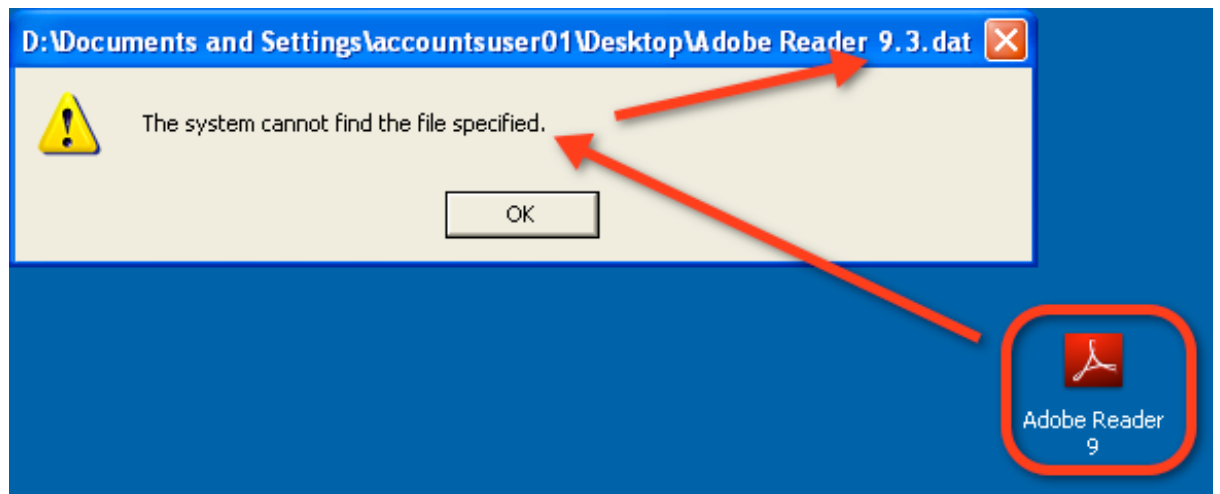 D:\Documents and Settings\accountsuser01\Desktop\Adobe Reader 9.3.dat
The system cannot find the file specified.
OK
Adobe Reader
9